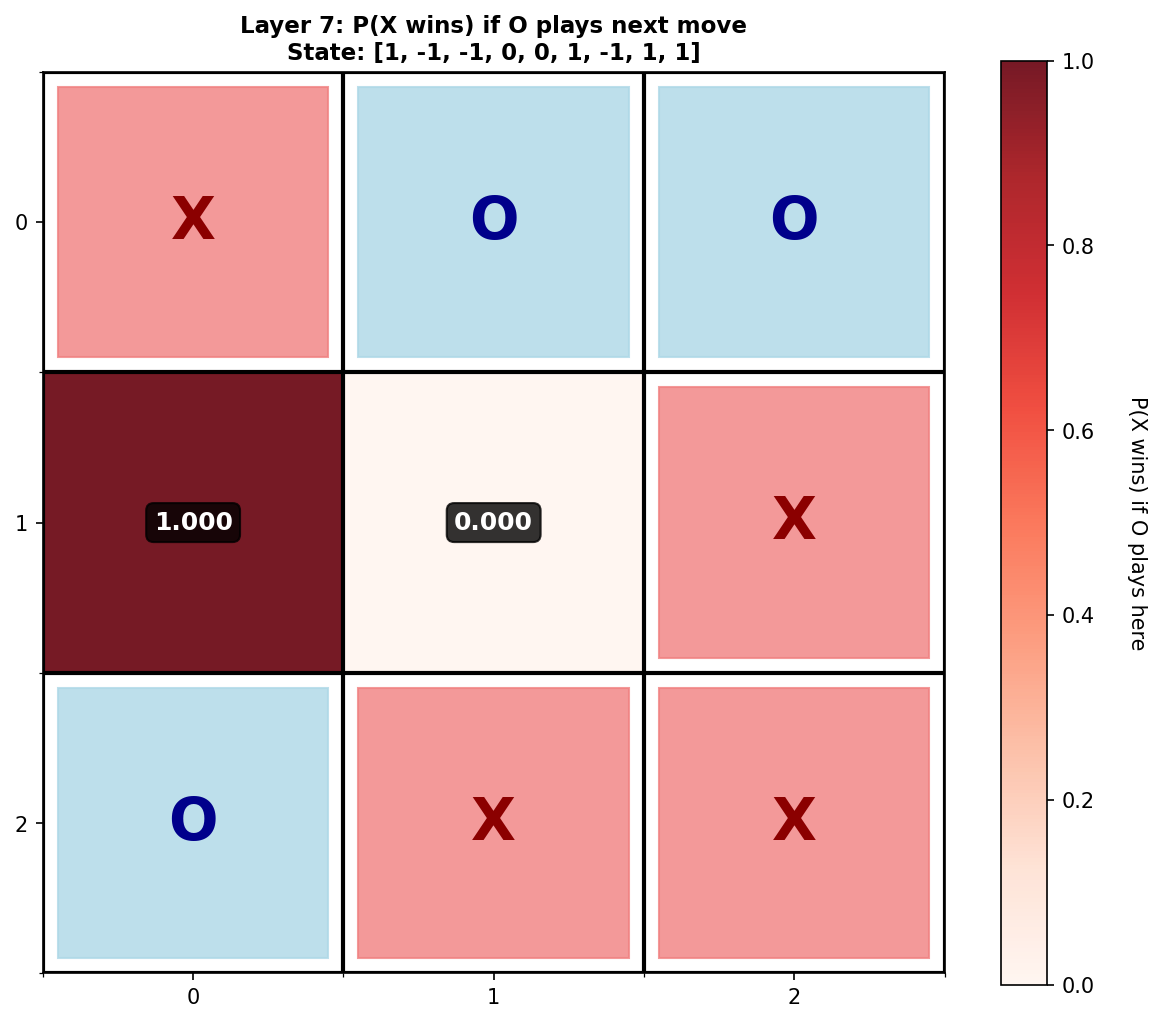 Layer 7: P(X wins) if O plays next move
State: [1, -1, -1, 0, 0, 1, -1, 1, 1]
1.0
0
X
O
O
0.8
1
1.000
0.000
X
0.6
P(X wins) if O plays here
0.4
2
O
X
X
0.2
0.0
0
1
2